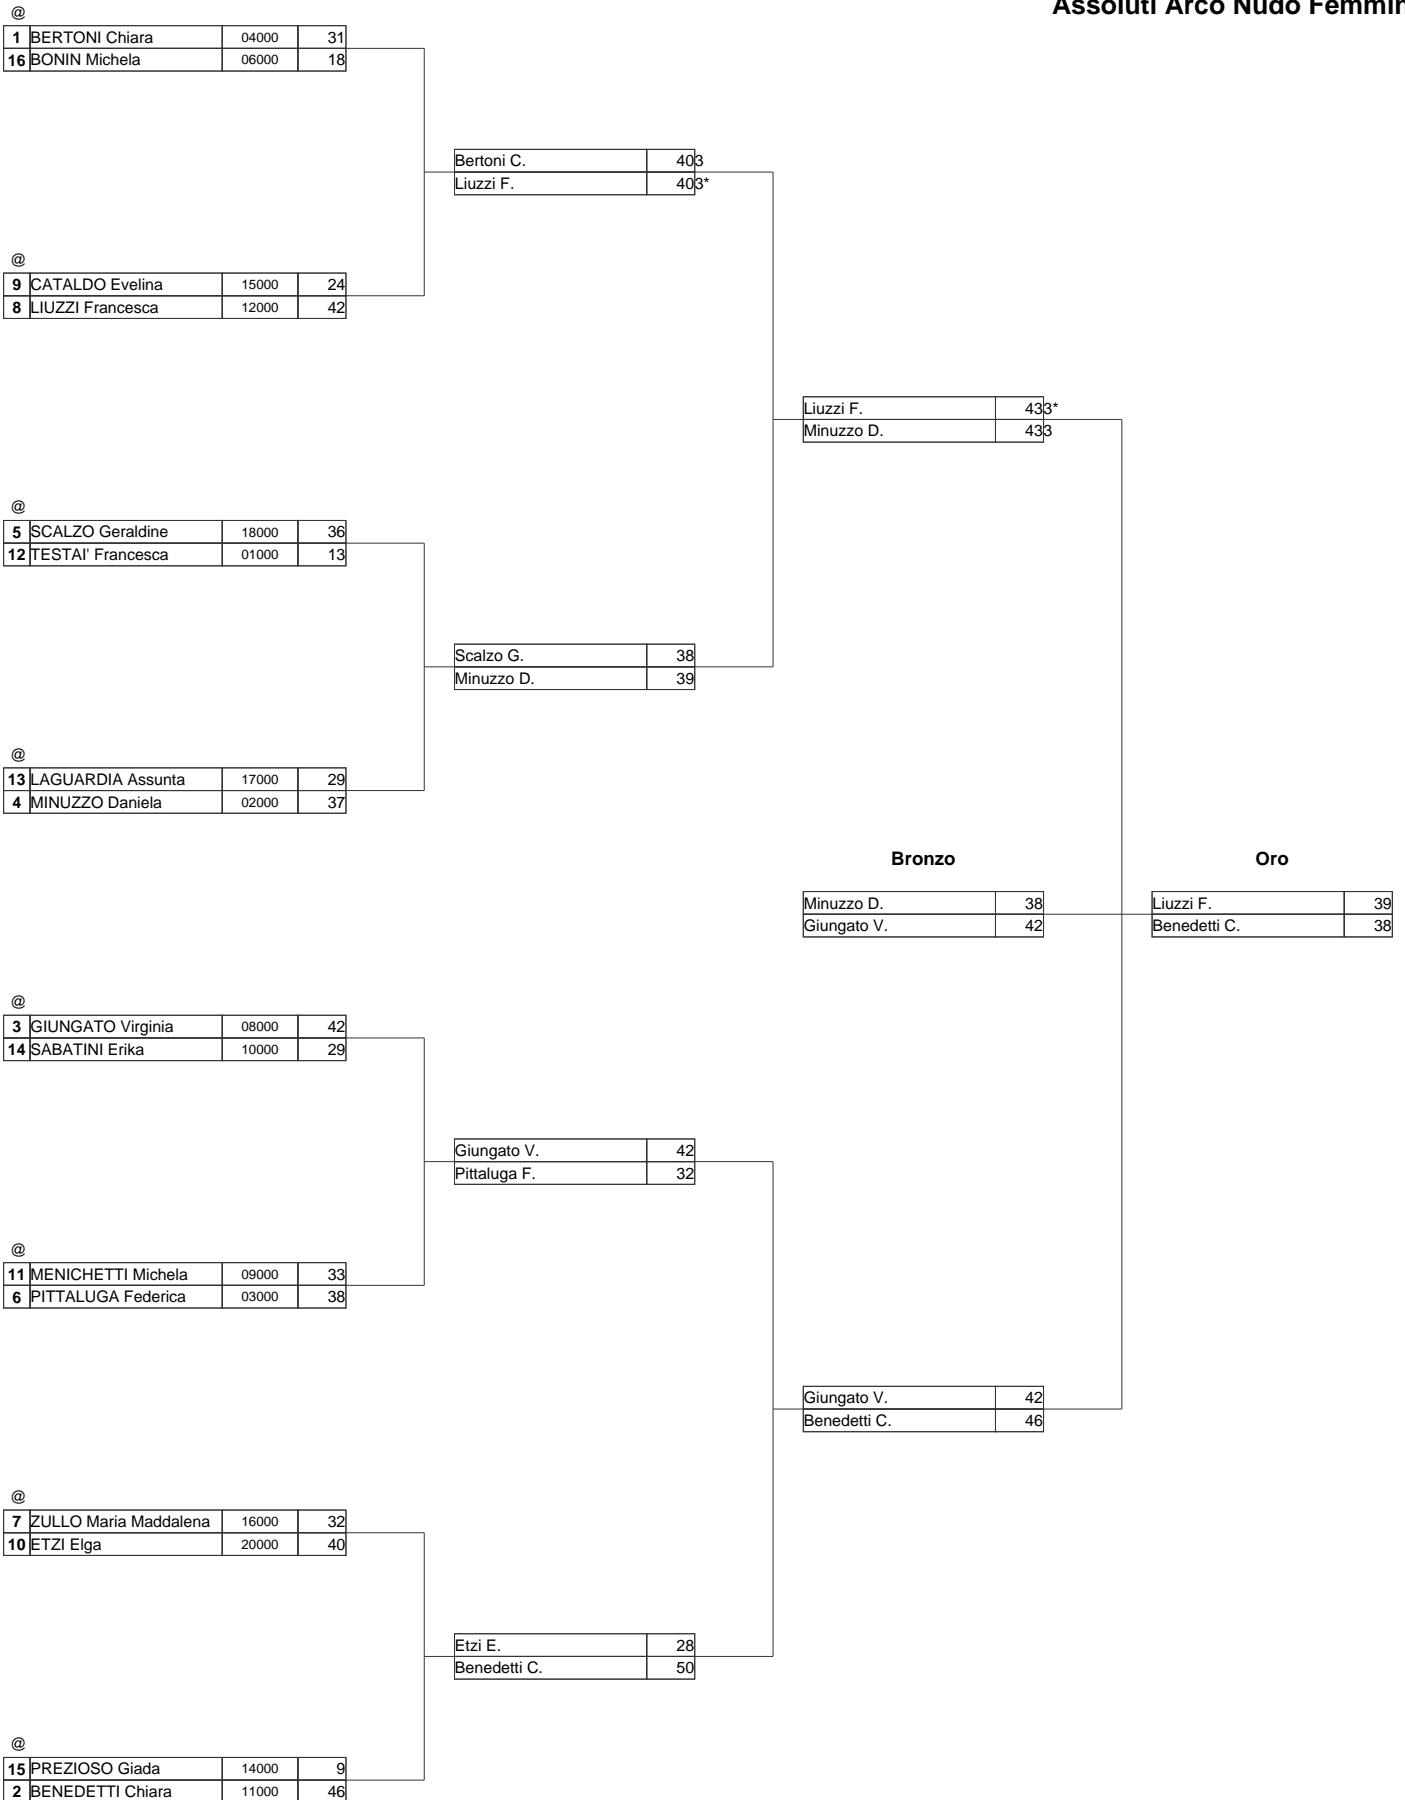 Assoluti Arco Nudo Femmin
@
1 BERTONI Chiara 04000 31
16 BONIN Michela 06000 18
Bertoni C. 403
Liuzzi F. 403*
@
9 CATALDO Evelina 15000 24
8 LIUZZI Francesca 12000 42
Liuzzi F. 433*
Minuzzo D. 433
@
5 SCALZO Geraldine 18000 36
12 TESTAI' Francesca 01000 13
Scalzo G. 38
Minuzzo D. 39
@
13 LAGUARDIA Assunta 17000 29
4 MINUZZO Daniela 02000 37
Bronzo Oro
Minuzzo D. 38 Liuzzi F. 39
Giungato V. 42 Benedetti C. 38
@
3 GIUNGATO Virginia 08000 42
14 SABATINI Erika 10000 29
Giungato V. 42
Pittaluga F. 32
@
11 MENICHETTI Michela 09000 33
6 PITTALUGA Federica 03000 38
Giungato V. 42
Benedetti C. 46
@
7 ZULLO Maria Maddalena 16000 32
10 ETZI Elga 20000 40
Etzi E. 28
Benedetti C. 50
@
15 PREZIOSO Giada 14000 9
2 BENEDETTI Chiara 11000 46